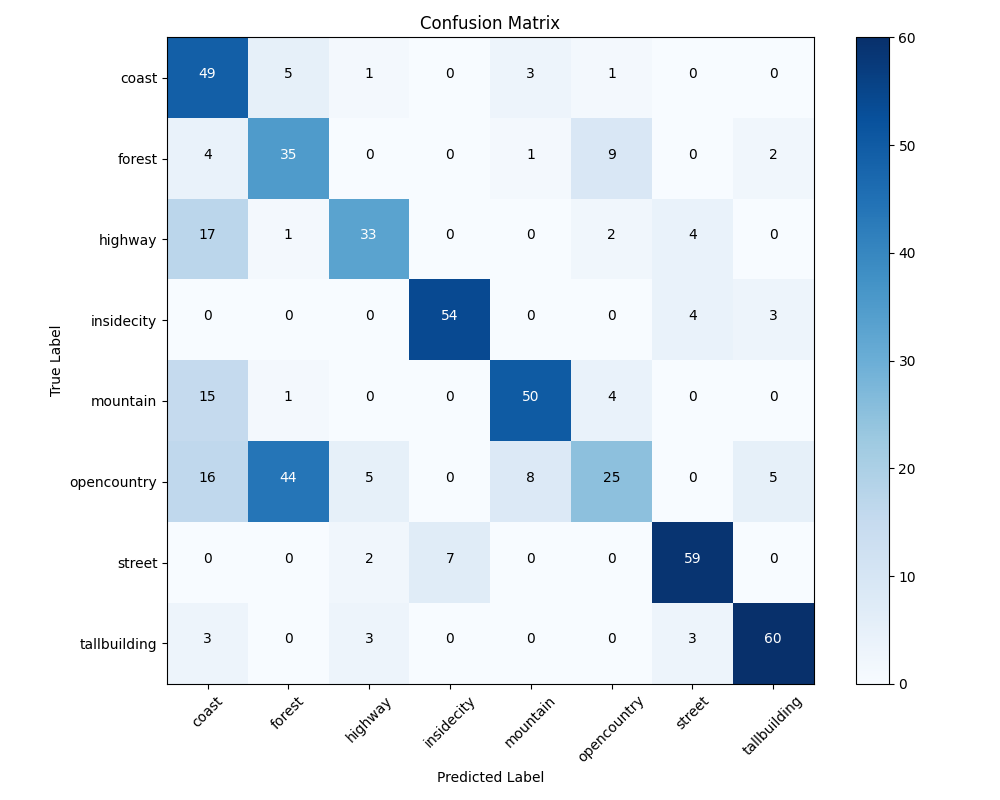 Confusion Matrix
coast 49 5 1 0 3 1 0 0
forest 4 35 0 0 1 9 0 2
highway 17 1 33 0 0 2 4 0
insidecity 0 0 0 54 0 0 4 3
mountain 15 1 0 0 50 4 0 0
opencountry 16 44 5 0 8 25 0 5
street 0 0 2 7 0 0 59 0
tallbuilding 3 0 3 0 0 0 3 60
coast forest highway insidecity mountain opencountry street tallbuilding
Predicted Label
True Label
60
50
40
30
20
10
0